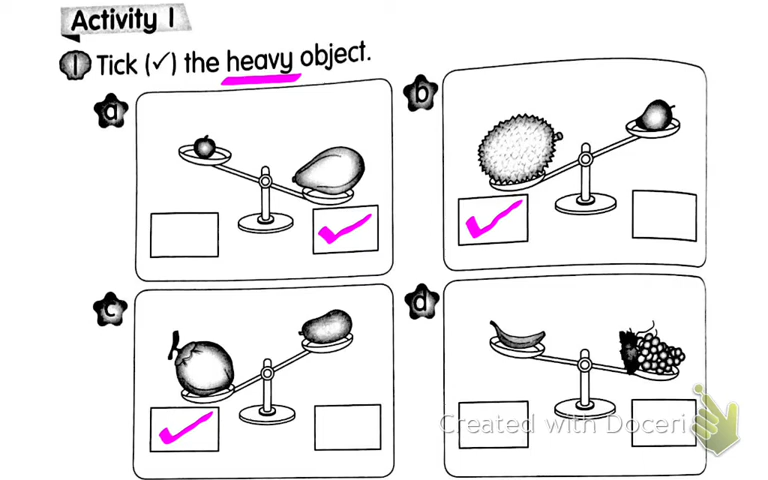 Activity 1
1 Tick (✓) the heavy object.
a
b
c
d
Created with Doceri